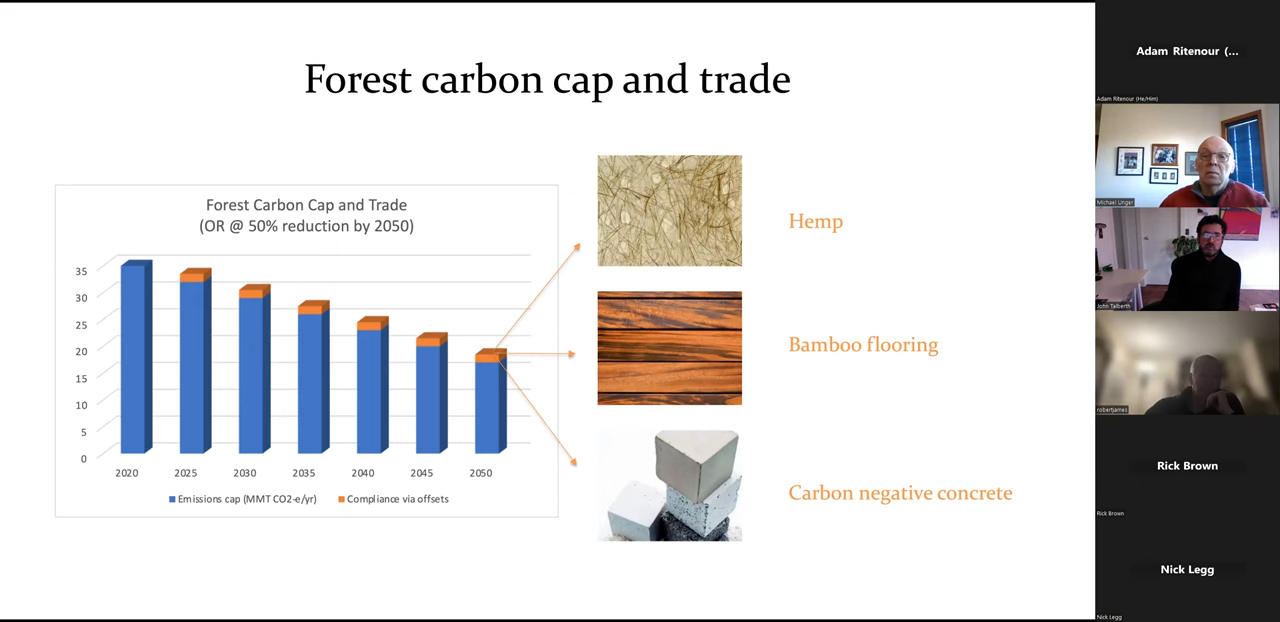 Forest carbon cap and trade
Forest Carbon Cap and Trade
(OR @ 50% reduction by 2050)
35
30
25
20
15
10
5
0
2020 2025 2030 2035 2040 2045 2050
Emissions cap (MMT CO2-e/yr) Compliance via offsets
Hemp
Bamboo flooring
Carbon negative concrete
Adam Ritenour (...
Adam Ritenour (He/Him)
Michael Unger
John Talberth
robertjames
Rick Brown
Rick Brown
Nick Legg
Nick Legg